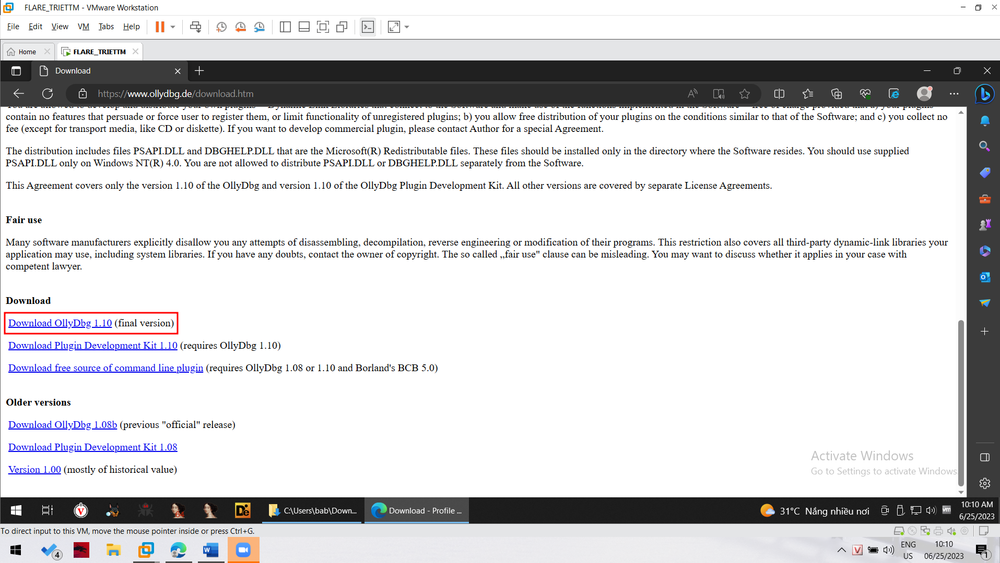 FLARE_TRIETTM - VMware Workstation
File Edit View VM Tabs Help
Home FLARE_TRIETTM
Download
https://www.ollydbg.de/download.htm
contain no features that persuade or force user to register them, or limit functionality of unregistered plugins; b) you allow free distribution of your plugins on the conditions similar to that of the Software; and c) you collect no
fee (except for transport media, like CD or diskette). If you want to develop commercial plugin, please contact Author for a special Agreement.
The distribution includes files PSAPI.DLL and DBGHELP.DLL that are the Microsoft(R) Redistributable files. These files should be installed only in the directory where the Software resides. You should use supplied
PSAPI.DLL only on Windows NT(R) 4.0. You are not allowed to distribute PSAPI.DLL or DBGHELP.DLL separately from the Software.
This Agreement covers only the version 1.10 of the OllyDbg and version 1.10 of the OllyDbg Plugin Development Kit. All other versions are covered by separate License Agreements.
Fair use
Many software manufacturers explicitly disallow you any attempts of disassembling, decompilation, reverse engineering or modification of their programs. This restriction also covers all third-party dynamic-link libraries your
application may use, including system libraries. If you have any doubts, contact the owner of copyright. The so called „fair use" clause can be misleading. You may want to discuss whether it applies in your case with
competent lawyer.
Download
Download OllyDbg 1.10 (final version)
Download Plugin Development Kit 1.10 (requires OllyDbg 1.10)
Download free source of command line plugin (requires OllyDbg 1.08 or 1.10 and Borland's BCB 5.0)
Older versions
Download OllyDbg 1.08b (previous "official" release)
Download Plugin Development Kit 1.08
Version 1.00 (mostly of historical value)
Activate Windows
Go to Settings to activate Windows.
C:\Users\bab\Down... Download - Profile ... 31°C Nắng nhiều nơi 10:10 AM
6/25/2023
To direct input to this VM, move the mouse pointer inside or press Ctrl+G.
4 ENG 10:10
US 06/25/2023 1